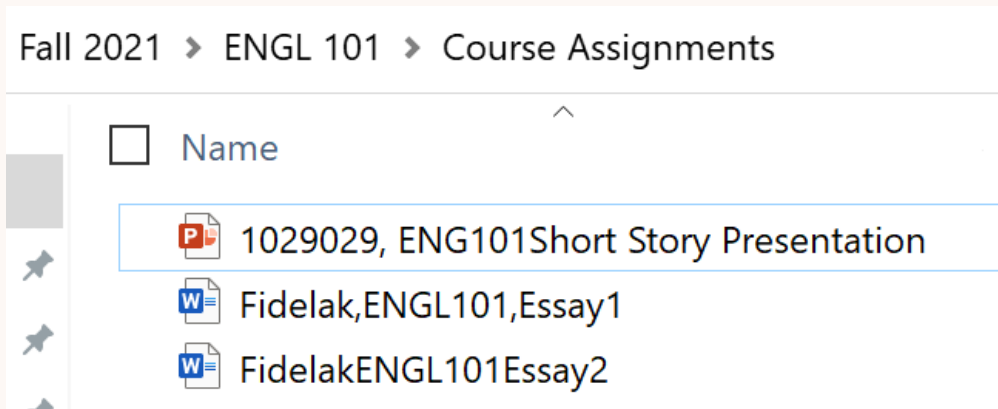 Fall 2021 > ENGL 101 > Course Assignments
Name
1029029, ENG101Short Story Presentation
Fidelak,ENGL101,Essay1
FidelakENGL101Essay2